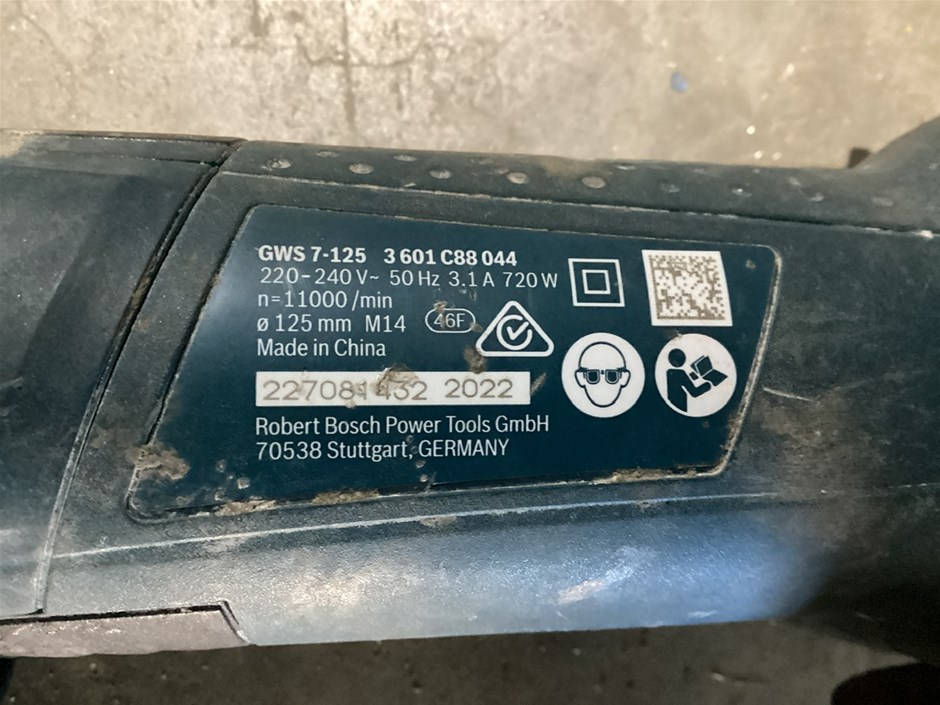 GWS 7-125 3 601 C88 044
220-240 V~ 50 Hz 3.1 A 720 W
n=11000 /min
ø 125 mm M14 46F
Made in China
227081432 2022
Robert Bosch Power Tools GmbH
70538 Stuttgart, GERMANY